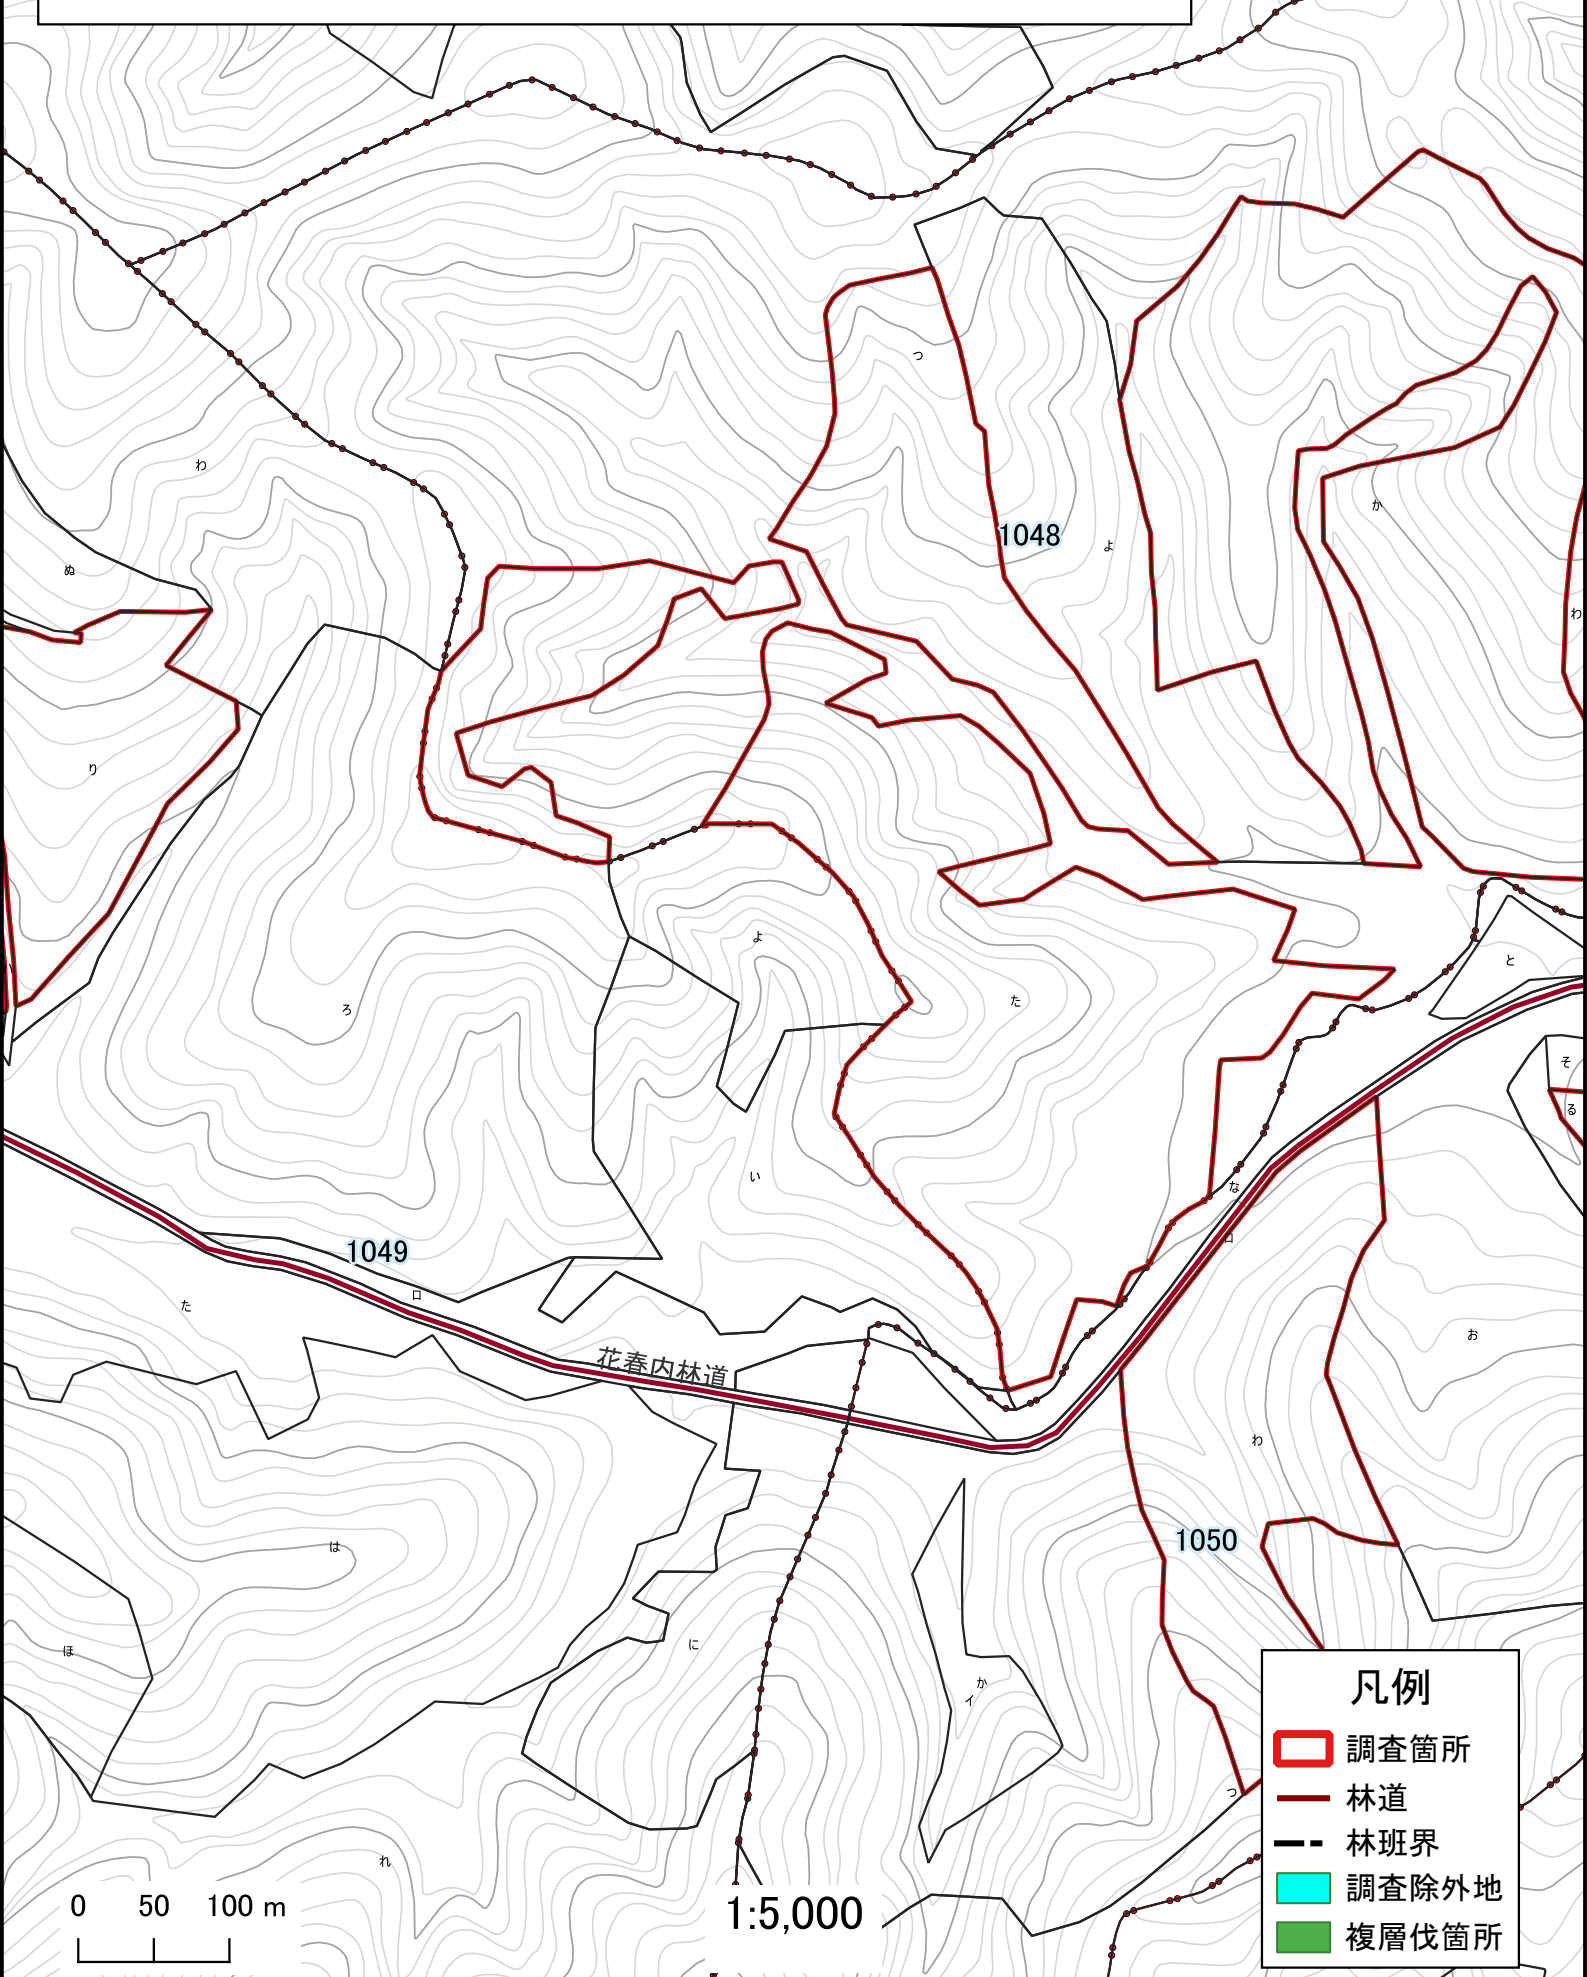 つ
1048
よ
か
わ
わ
ぬ
り
よ
た
と
ろ
そ
る
い
な
ロ
1049
ロ
た
花春内林道
お
わ
1050
は
ほ
に
か
イ
つ
れ
凡例
調査箇所
林道
林班界
調査除外地
複層伐箇所
0 50 100 m
1:5,000